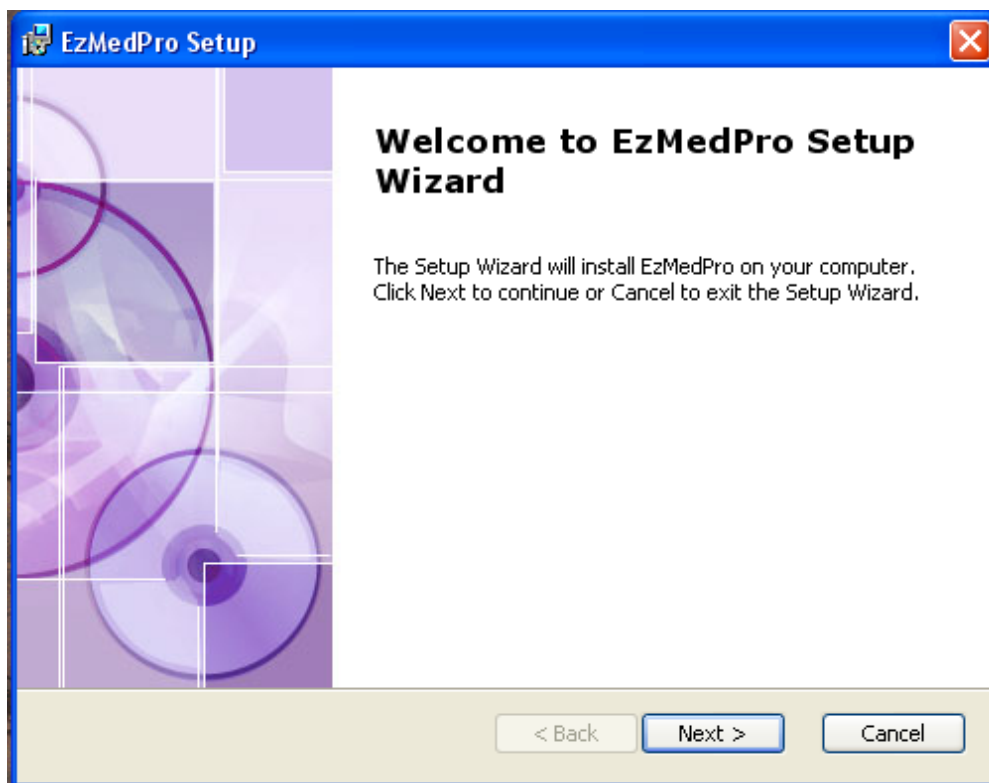 EzMedPro Setup
Welcome to EzMedPro Setup
Wizard
The Setup Wizard will install EzMedPro on your computer.
Click Next to continue or Cancel to exit the Setup Wizard.
< Back Next > Cancel